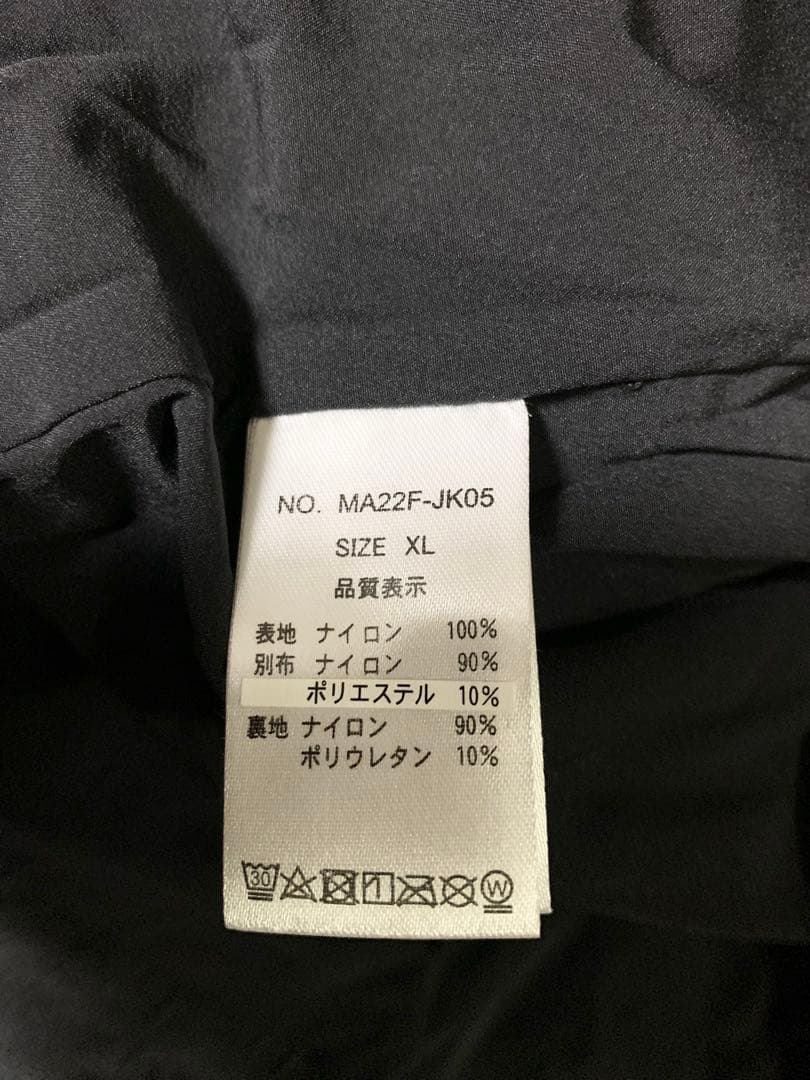 NO. MA22F-JK05
SIZE XL
品質表示
表地 ナイロン 100%
別布 ナイロン 90%
ポリエステル 10%
裏地 ナイロン 90%
ポリウレタン 10%
30 W